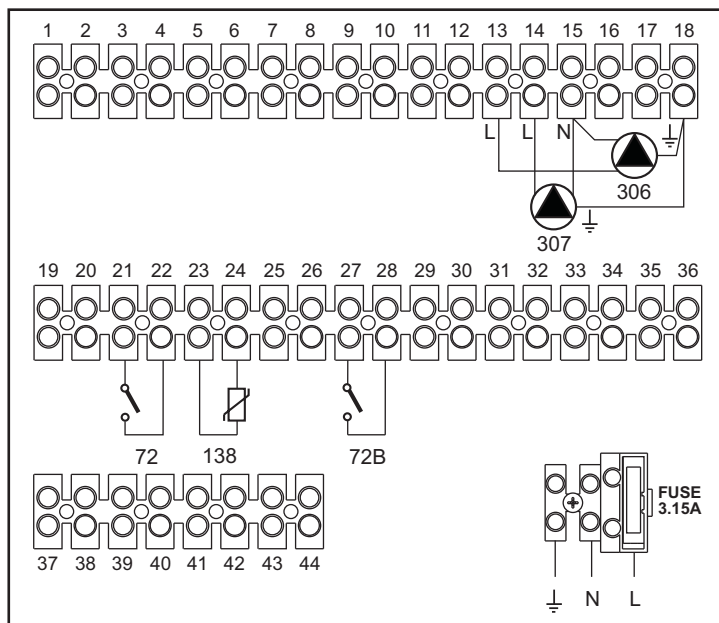 1 2 3 4 5 6 7 8 9 10 11 12 13 14 15 16 17 18
L L N
306
307
19 20 21 22 23 24 25 26 27 28 29 30 31 32 33 34 35 36
72 138 72B
FUSE
3.15A
37 38 39 40 41 42 43 44
N L